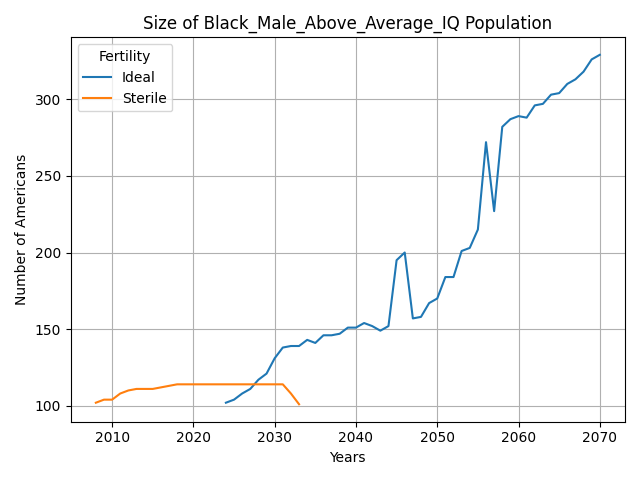 Size of Black_Male_Above_Average_IQ Population
Fertility
Ideal
Sterile
Number of Americans
300
250
200
150
100
2010 2020 2030 2040 2050 2060 2070
Years